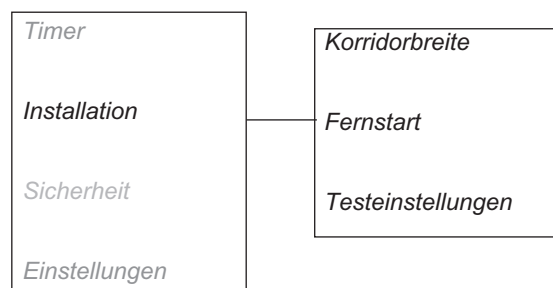 Timer
Installation
Sicherheit
Einstellungen
Korridorbreite
Fernstart
Testeinstellungen